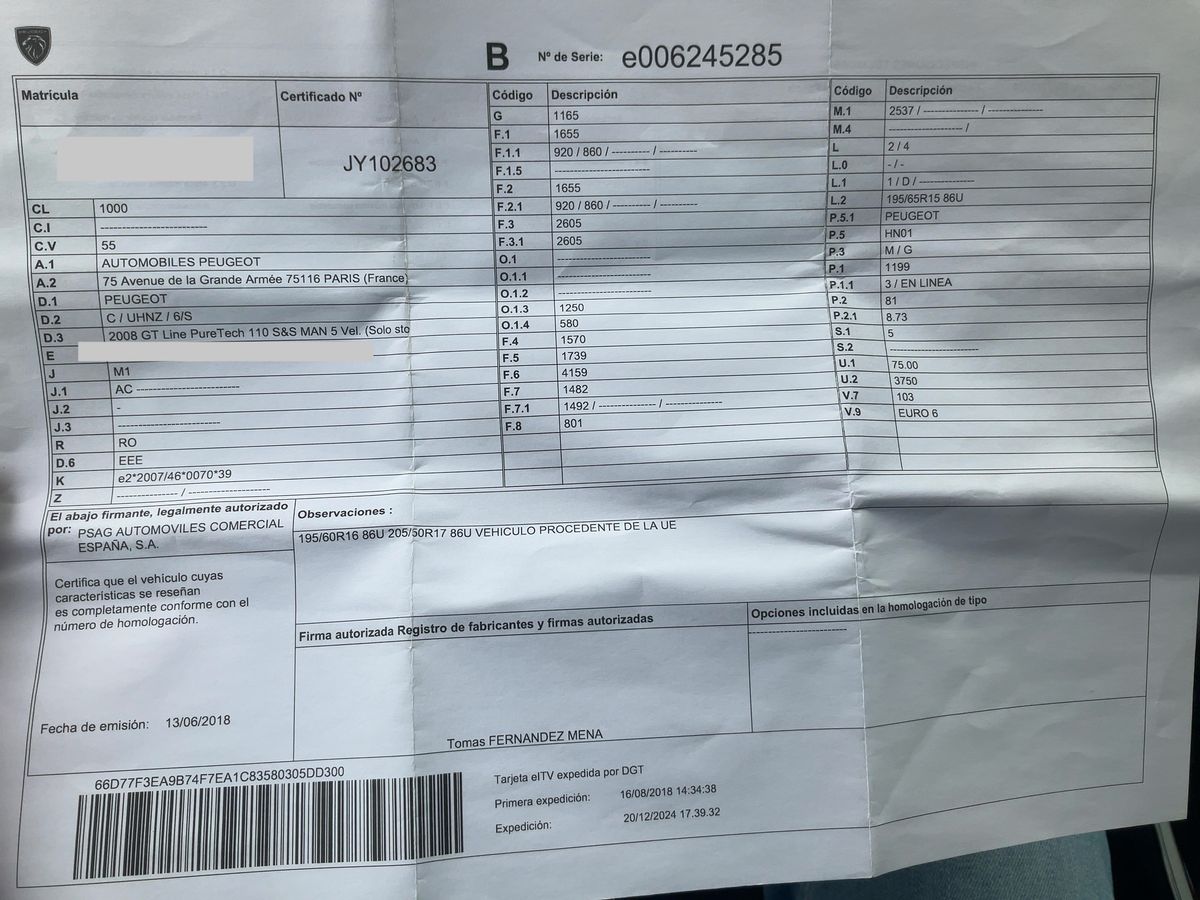 B Nº de Serie: e006245285
Matricula
Certificado Nº
JY102683
CL 1000
C.I -------------------------
C.V 55
A.1 AUTOMOBILES PEUGEOT
A.2 75 Avenue de la Grande Armée 75116 PARIS (France)
D.1 PEUGEOT
D.2 C / UHNZ / 6/S
D.3 2008 GT Line PureTech 110 S&S MAN 5 Vel. (Solo sto
E
J M1
J.1 AC -------------------------
J.2 -
J.3 -------------------------
R RO
D.6 EEE
K e2*2007/46*0070*39
Z --------------- / --------------------
Código Descripción
G 1165
F.1 1655
F.1.1 920 / 860 / ---------- / ----------
F.1.5 -------------------------
F.2 1655
F.2.1 920 / 860 / ---------- / ----------
F.3 2605
F.3.1 2605
O.1 -------------------------
O.1.1 -------------------------
O.1.2 -------------------------
O.1.3 1250
O.1.4 580
F.4 1570
F.5 1739
F.6 4159
F.7 1482
F.7.1 1492 / --------------- / ---------------
F.8 801
Código Descripción
M.1 2537 / --------------- / ---------------
M.4 -------------------- /
L 2 / 4
L.0 - / -
L.1 1 / D / ---------------
L.2 195/65R15 86U
P.5.1 PEUGEOT
P.5 HN01
P.3 M / G
P.1 1199
P.1.1 3 / EN LINEA
P.2 81
P.2.1 8.73
S.1 5
S.2 -------------------------
U.1 75.00
U.2 3750
V.7 103
V.9 EURO 6
El abajo firmante, legalmente autorizado
por: PSAG AUTOMOVILES COMERCIAL
ESPAÑA, S.A.
Certifica que el vehiculo cuyas
características se reseñan
es completamente conforme con el
número de homologación.
Fecha de emisión: 13/06/2018
Observaciones :
195/60R16 86U 205/50R17 86U VEHICULO PROCEDENTE DE LA UE
Firma autorizada Registro de fabricantes y firmas autorizadas
Tomas FERNANDEZ MENA
Opciones incluidas en la homologación de tipo
-------------------------
66D77F3EA9B74F7EA1C83580305DD300
Tarjeta eITV expedida por DGT
Primera expedición: 16/08/2018 14:34:38
Expedición: 20/12/2024 17.39.32